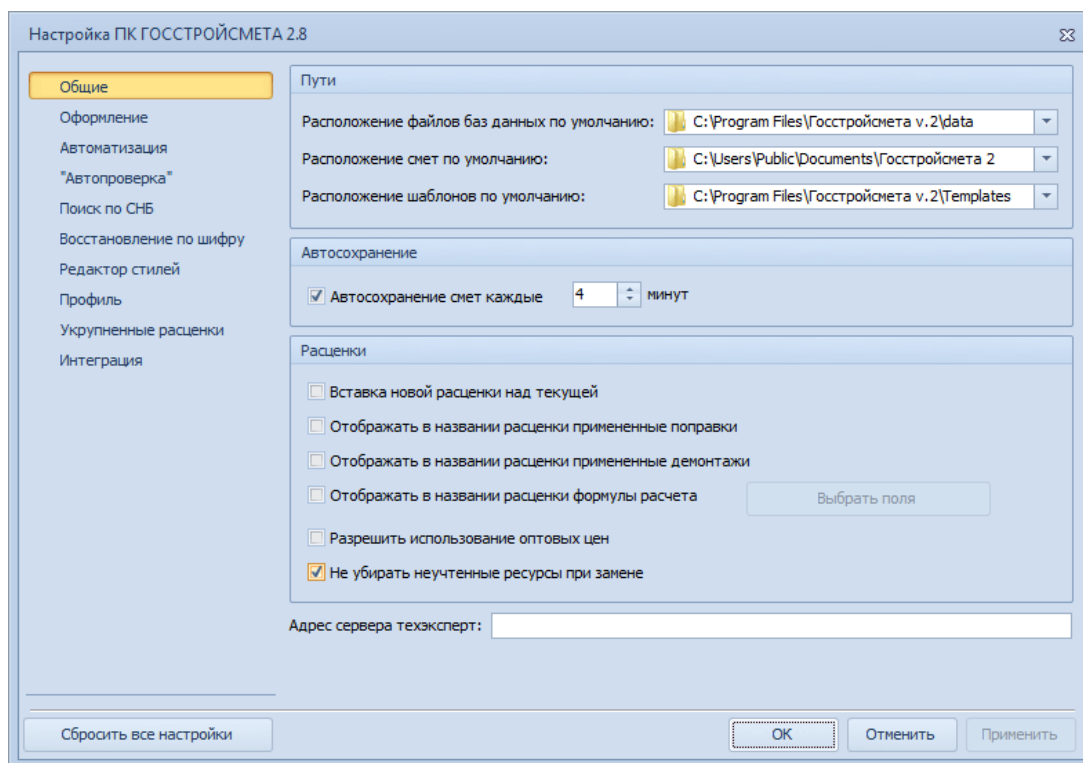 Настройка ПК ГОССТРОЙСМЕТА 2.8
Общие
Оформление
Автоматизация
"Автопроверка"
Поиск по СНБ
Восстановление по шифру
Редактор стилей
Профиль
Укрупненные расценки
Интеграция
Пути
Расположение файлов баз данных по умолчанию: C:\Program Files\Госстройсмета v.2\data
Расположение смет по умолчанию: C:\Users\Public\Documents\Госстройсмета 2
Расположение шаблонов по умолчанию: C:\Program Files\Госстройсмета v.2\Templates
Автосохранение
Автосохранение смет каждые 4 минут
Расценки
Вставка новой расценки над текущей
Отображать в названии расценки примененные поправки
Отображать в названии расценки примененные демонтажи
Отображать в названии расценки формулы расчета Выбрать поля
Разрешить использование оптовых цен
Не убирать неучтенные ресурсы при замене
Адрес сервера техэксперт:
Сбросить все настройки OK Отменить Применить